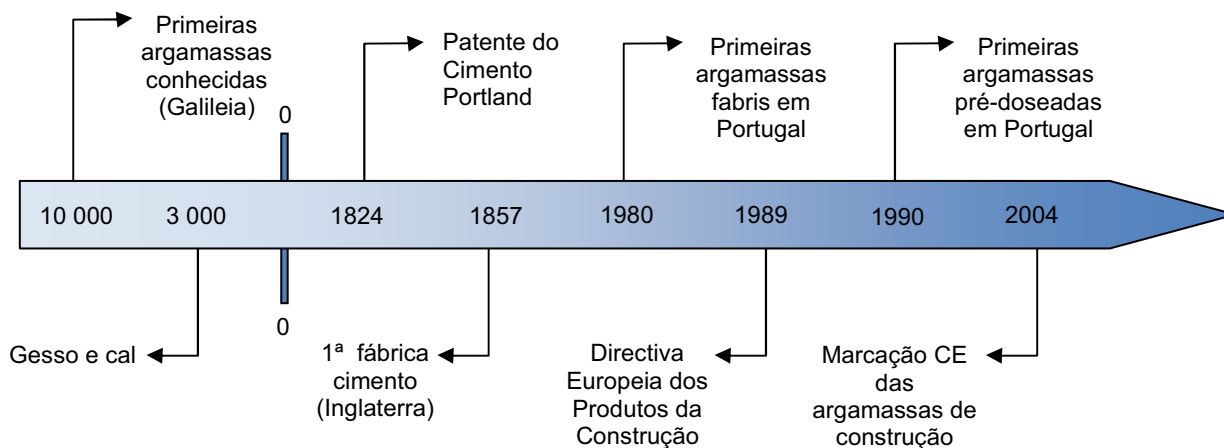 Primeiras
argamassas
conhecidas
(Galileia)
0
Patente do
Cimento
Portland
Primeiras
argamassas
fabris em
Portugal
Primeiras
argamassas
pré-doseadas
em Portugal
10 000 3 000 1824 1857 1980 1989 1990 2004
0
Gesso e cal
1ª fábrica
cimento
(Inglaterra)
Directiva
Europeia dos
Produtos da
Construção
Marcação CE
das
argamassas de
construção